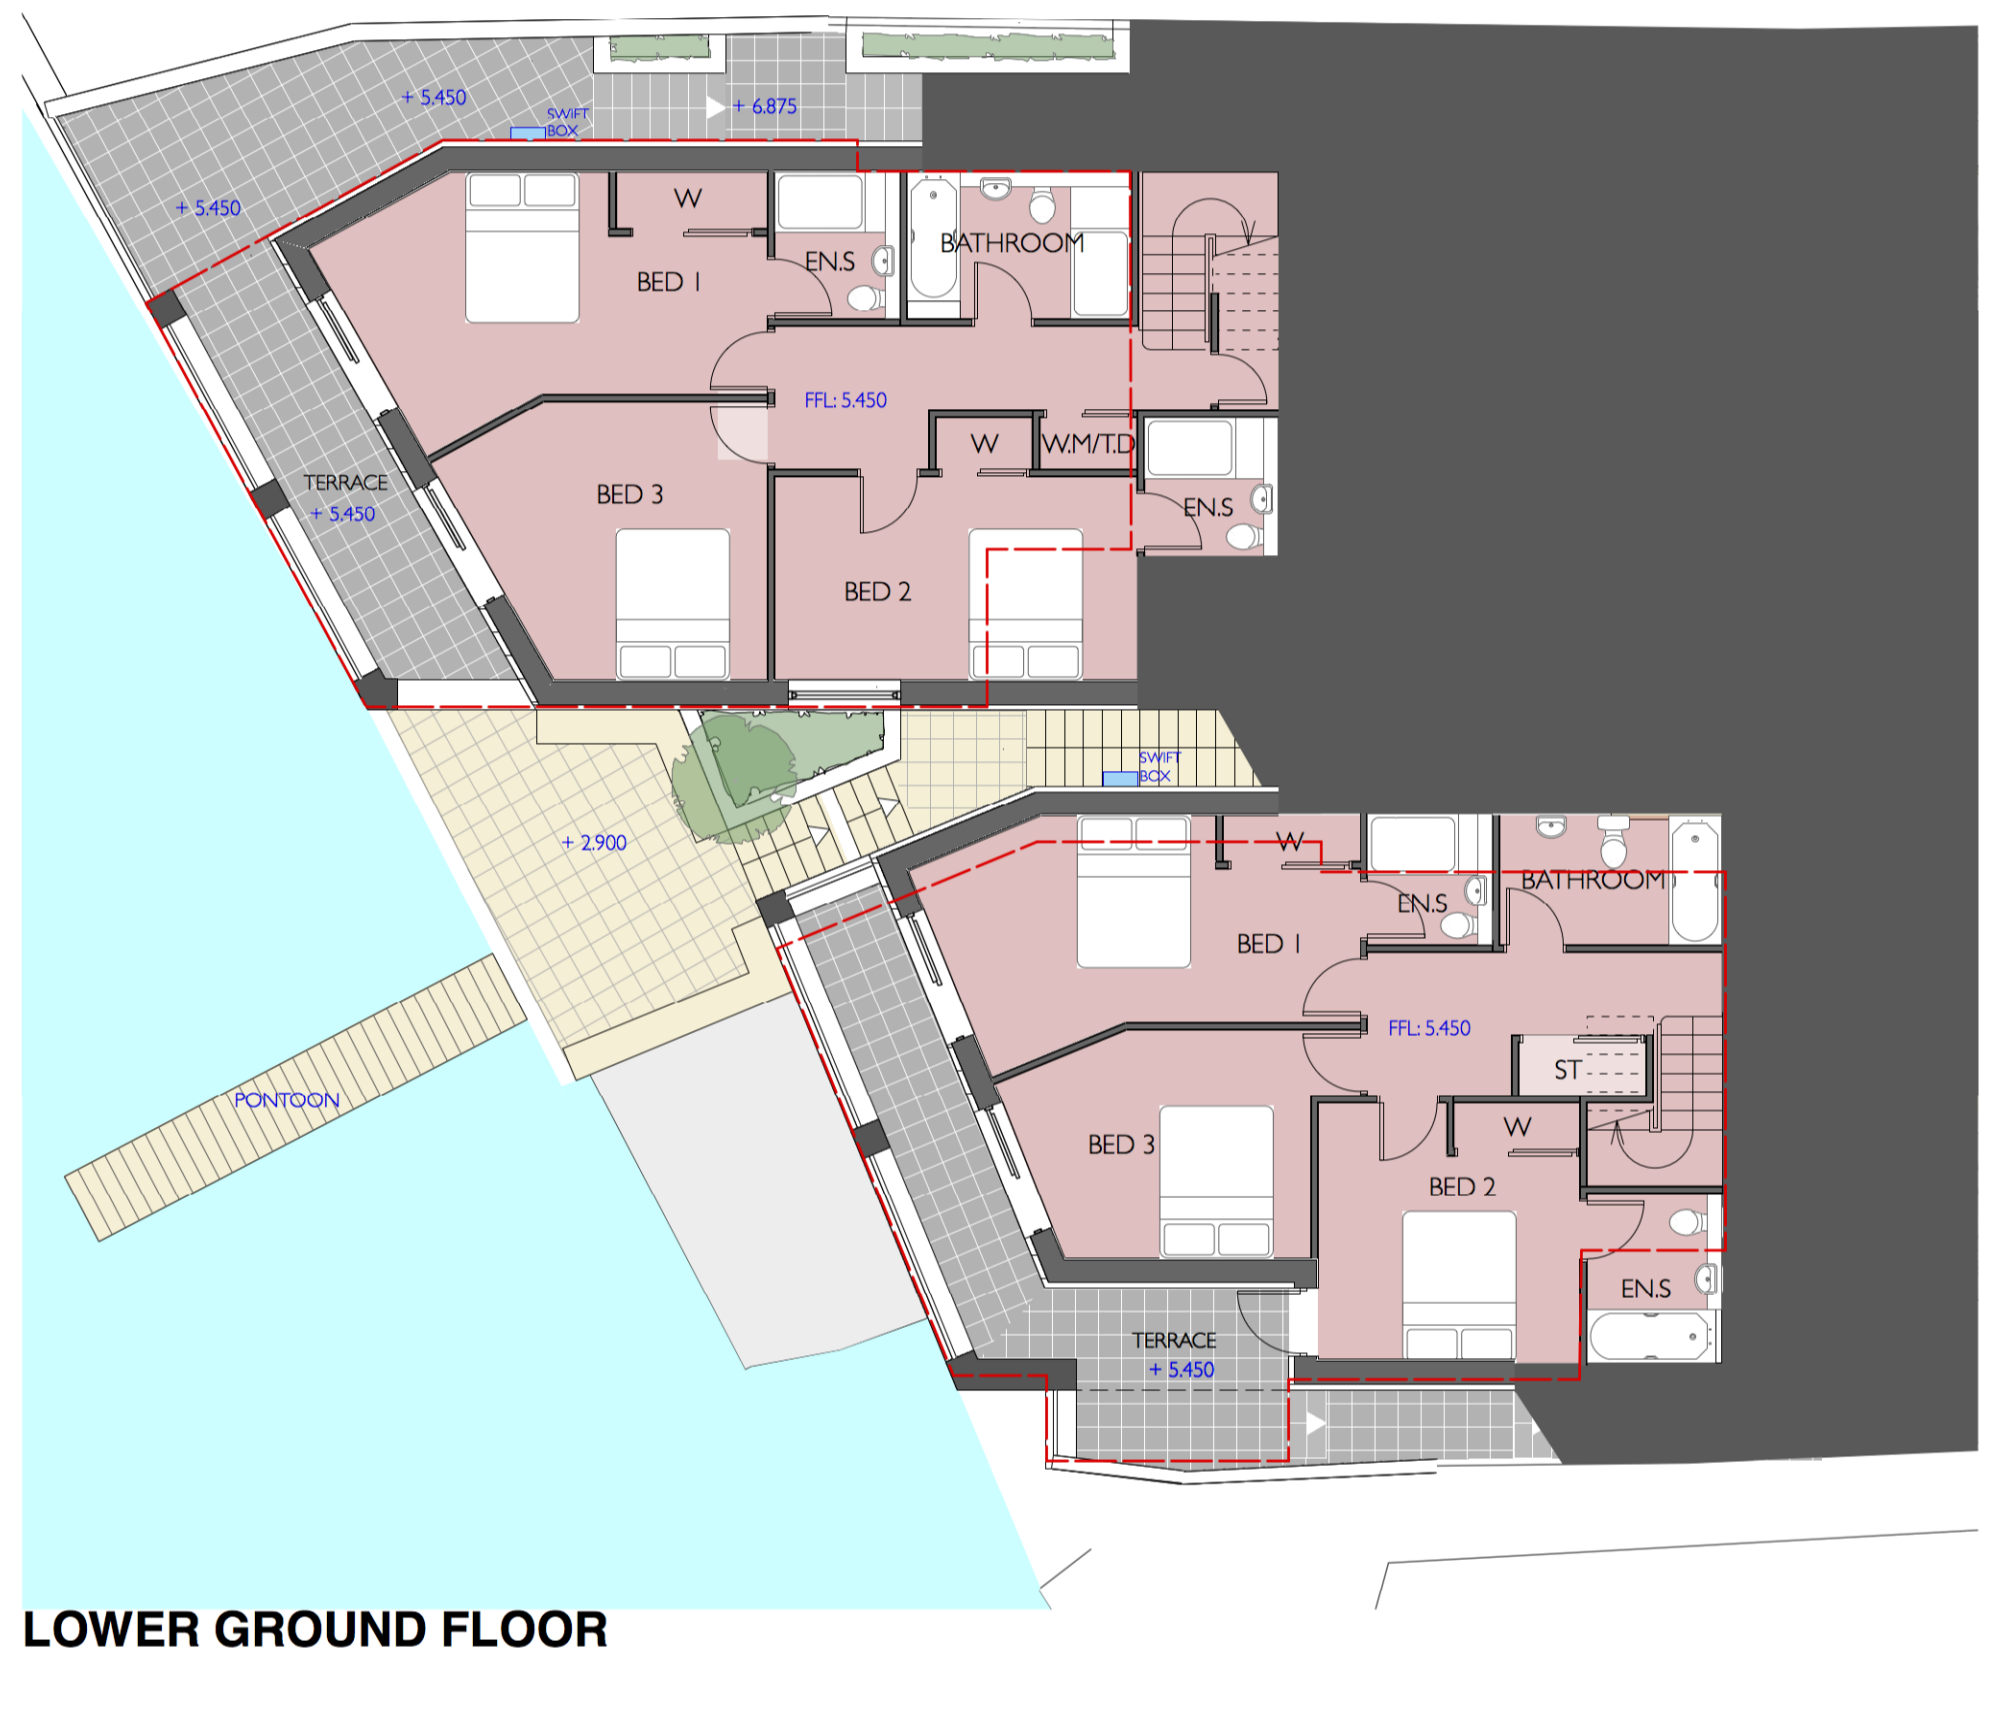 + 5.450
SWIFT
BOX
+ 6.875
+ 5.450
W
BED 1
EN.S
BATHROOM
FFL: 5.450
W
W.M/T.D
TERRACE
+ 5.450
BED 3
EN.S
BED 2
SWIFT
BOX
+ 2.900
W
BATHROOM
EN.S
BED 1
FFL: 5.450
ST
PONTOON
W
BED 3
BED 2
EN.S
TERRACE
+ 5.450
LOWER GROUND FLOOR